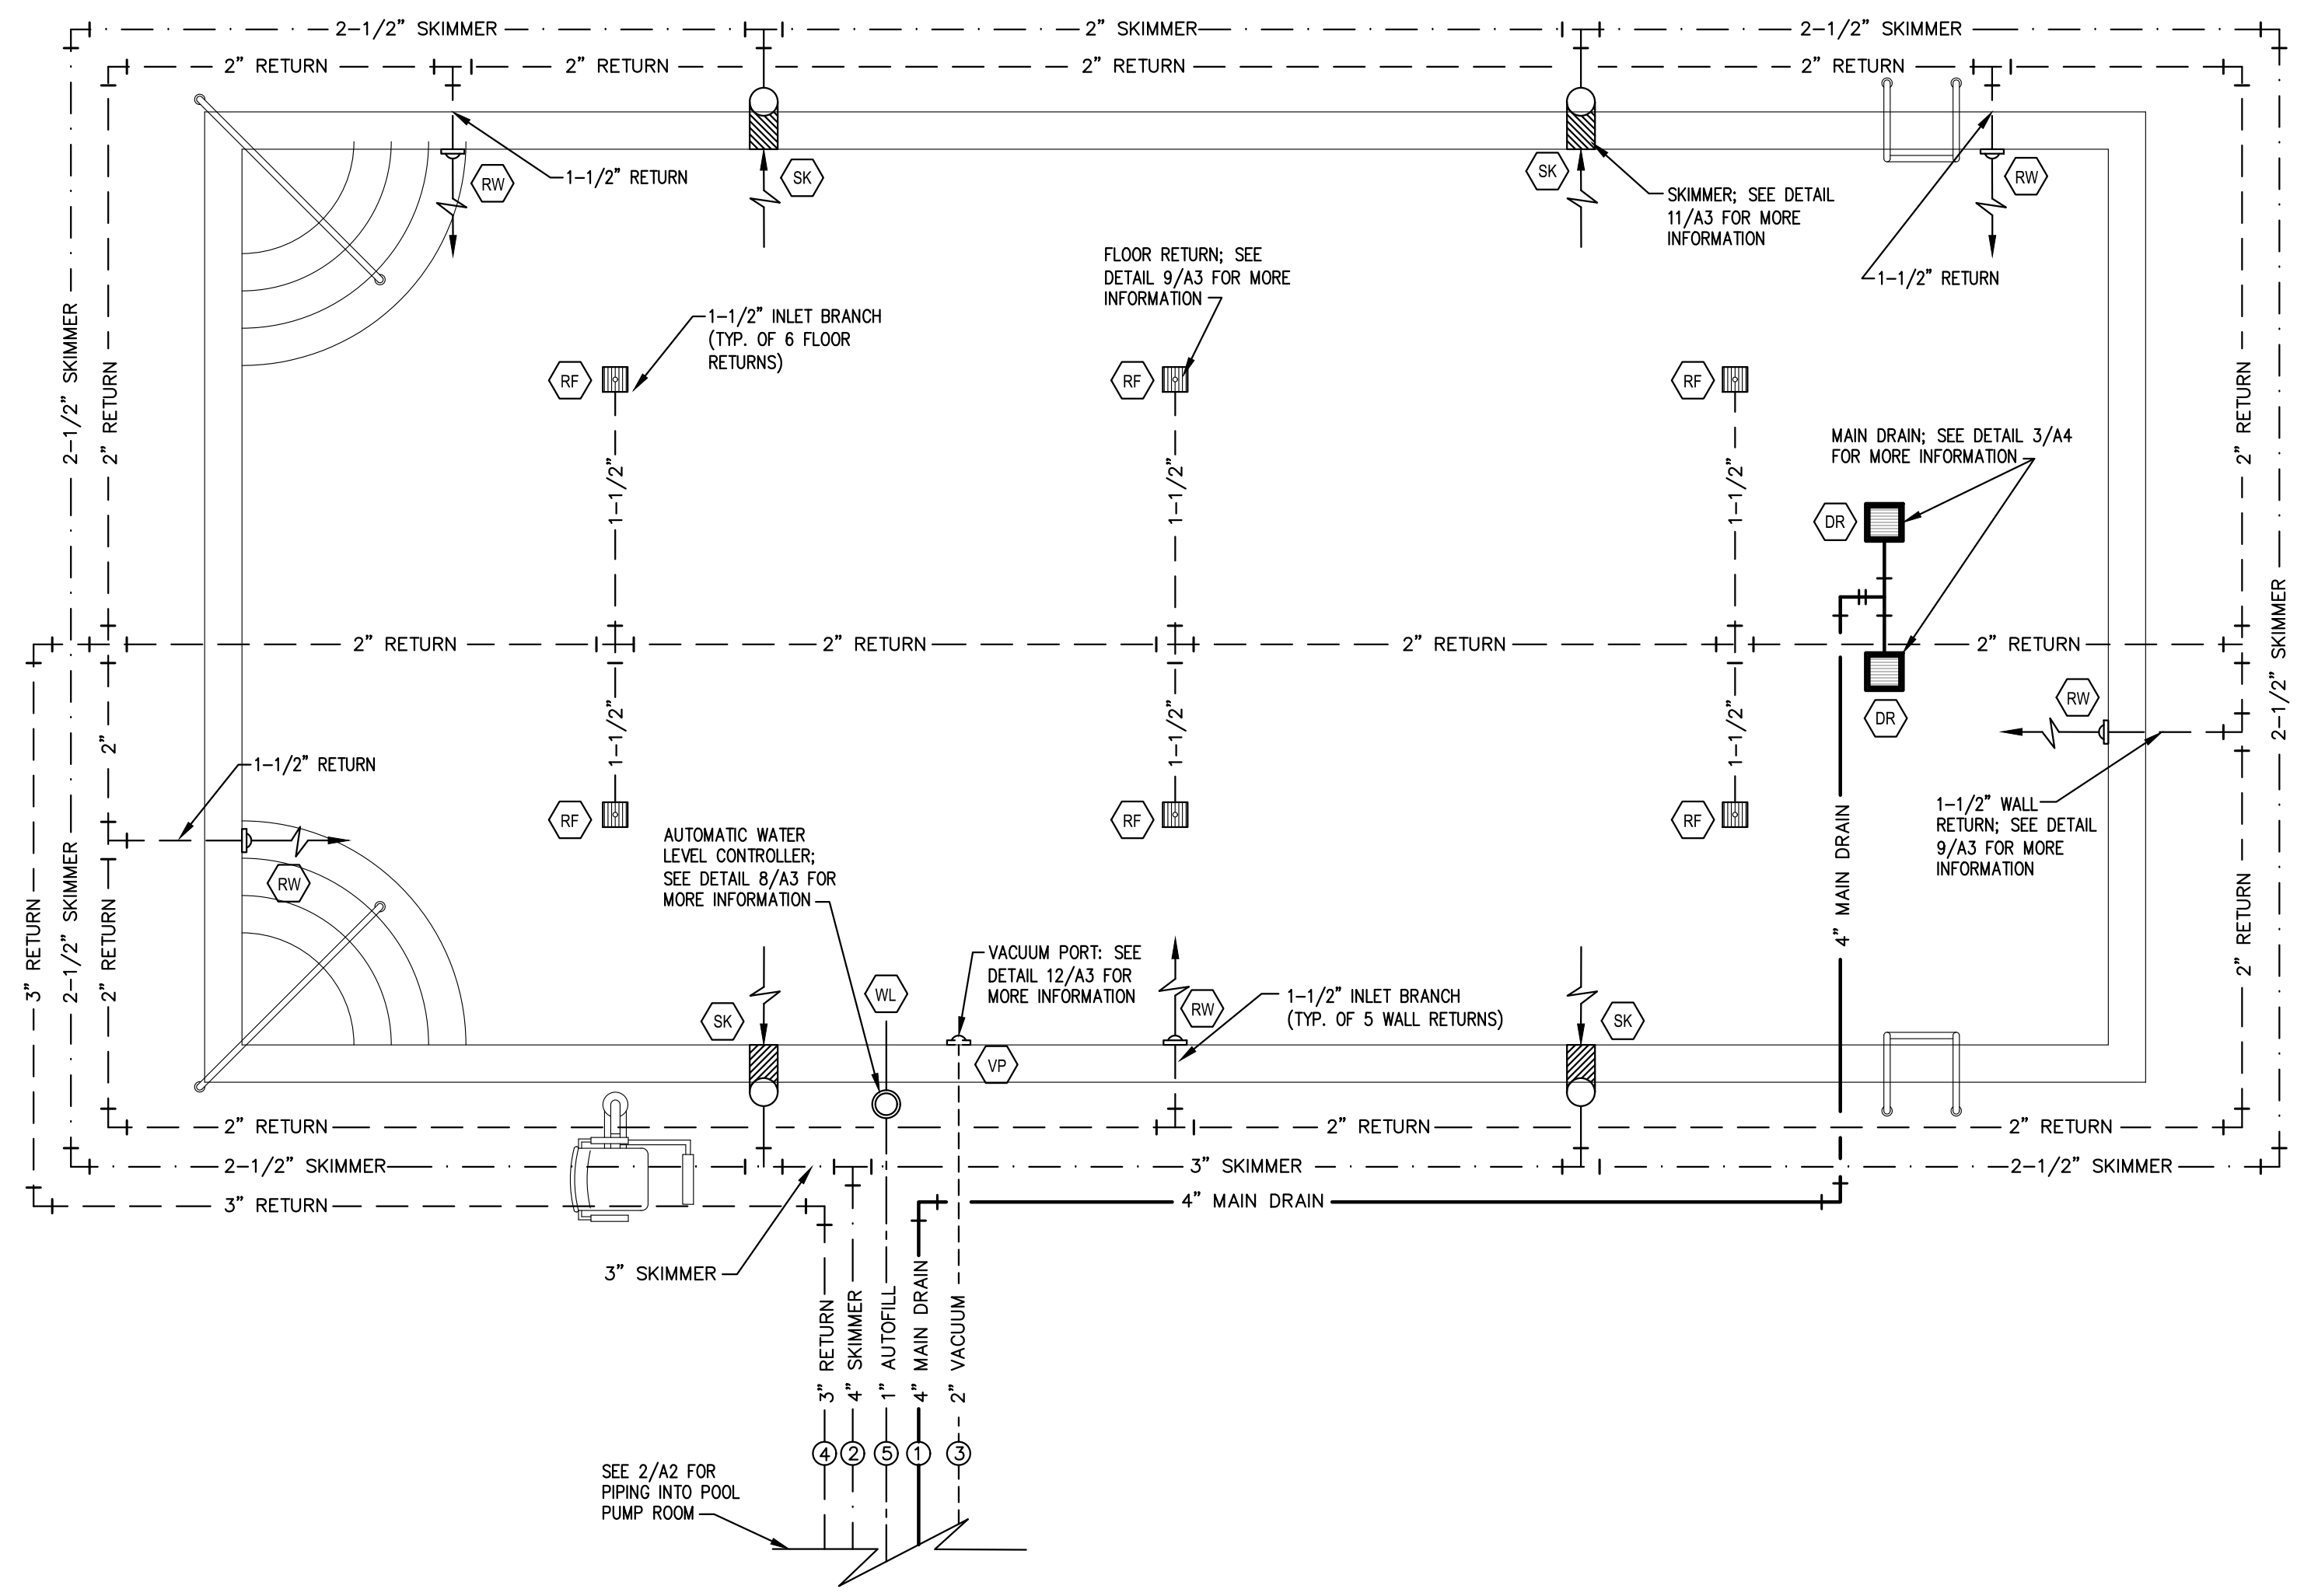 2-1/2" SKIMMER
2" SKIMMER
2-1/2" SKIMMER
2" RETURN
2" RETURN
2" RETURN
2" RETURN
RW
1-1/2" RETURN
SK
SK
SKIMMER; SEE DETAIL
11/A3 FOR MORE
INFORMATION
RW
1-1/2" RETURN
2-1/2" SKIMMER
2" RETURN
1-1/2" INLET BRANCH
(TYP. OF 6 FLOOR
RETURNS)
FLOOR RETURN; SEE
DETAIL 9/A3 FOR MORE
INFORMATION
RF
RF
RF
2" RETURN
MAIN DRAIN; SEE DETAIL 3/A4
FOR MORE INFORMATION
1-1/2"
1-1/2"
1-1/2"
DR
2-1/2" SKIMMER
2" RETURN
2" RETURN
2" RETURN
2" RETURN
2"
1-1/2"
1-1/2"
1-1/2"
DR
RW
1-1/2" RETURN
RW
RF
RF
RF
1-1/2" WALL
RETURN; SEE DETAIL
9/A3 FOR MORE
INFORMATION
AUTOMATIC WATER
LEVEL CONTROLLER;
SEE DETAIL 8/A3 FOR
MORE INFORMATION
4" MAIN DRAIN
3" RETURN
2-1/2" SKIMMER
2" RETURN
2" RETURN
VACUUM PORT: SEE
DETAIL 12/A3 FOR
MORE INFORMATION
WL
SK
VP
RW
1-1/2" INLET BRANCH
(TYP. OF 5 WALL RETURNS)
SK
2" RETURN
2" RETURN
2" RETURN
2-1/2" SKIMMER
3" SKIMMER
2-1/2" SKIMMER
3" RETURN
4" MAIN DRAIN
3" SKIMMER
3" RETURN
4" SKIMMER
1" AUTOFILL
4" MAIN DRAIN
2" VACUUM
4
2
5
1
3
SEE 2/A2 FOR
PIPING INTO POOL
PUMP ROOM